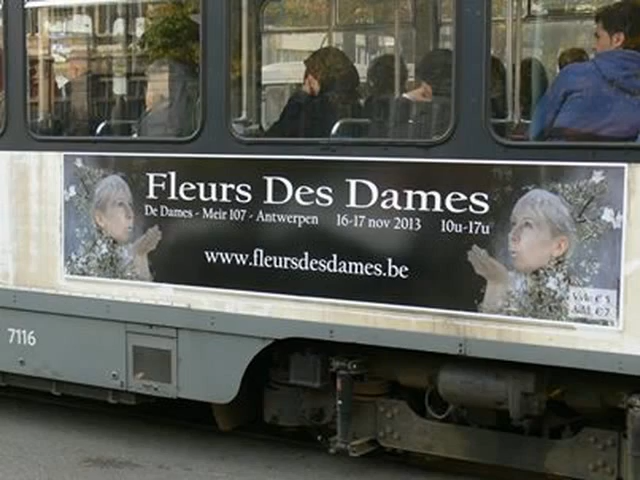 Fleurs Des Dames
De Dames - Meir 107 - Antwerpen 16-17 nov 2013 10u-17u
www.fleursdesdames.be
7116